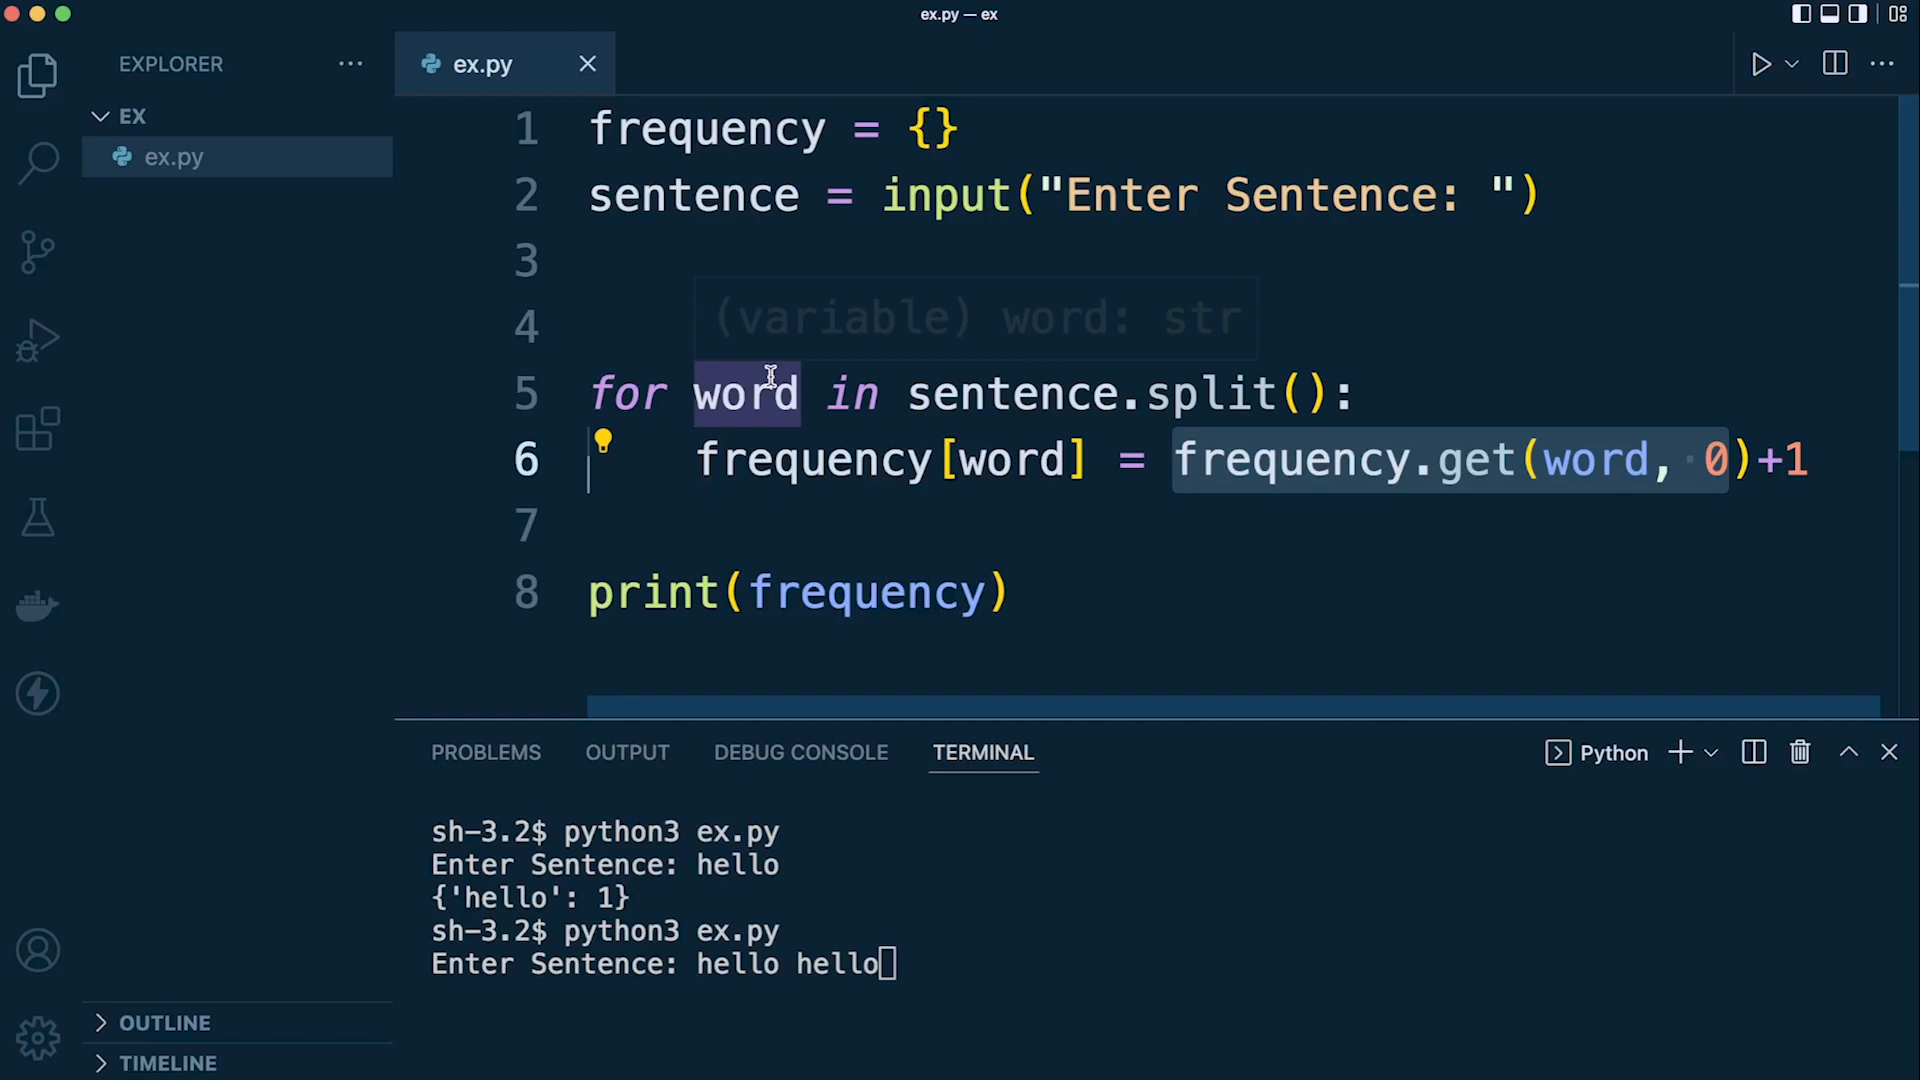 ex.py — ex
EXPLORER
EX
ex.py
OUTLINE
TIMELINE
ex.py
1 frequency = {}
2 sentence = input("Enter Sentence: ")
3
(variable) word: str
4
5 for word in sentence.split():
6 frequency[word] = frequency.get(word, 0)+1
7
8 print(frequency)
PROBLEMS OUTPUT DEBUG CONSOLE TERMINAL Python
sh-3.2$ python3 ex.py
Enter Sentence: hello
{'hello': 1}
sh-3.2$ python3 ex.py
Enter Sentence: hello hello